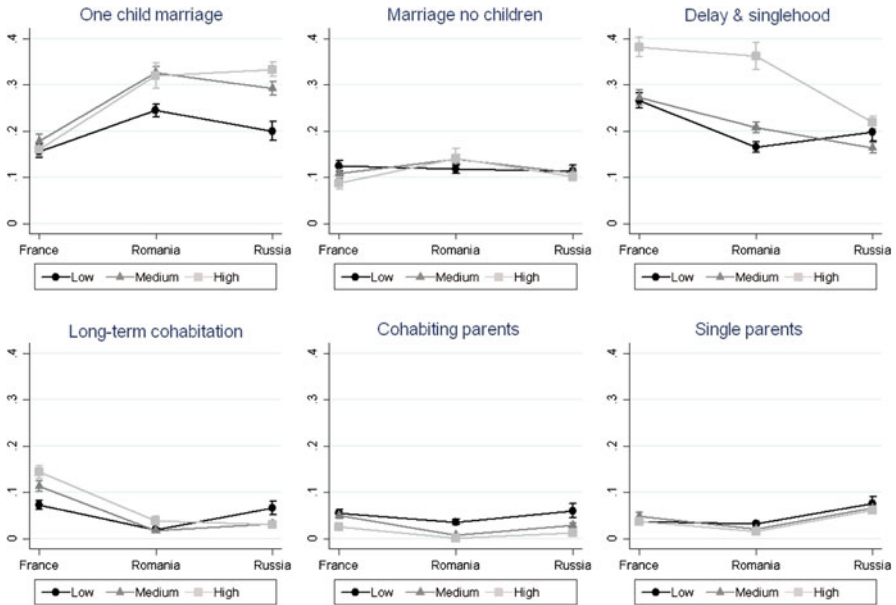 One child marriage
Marriage no children
Delay & singlehood
.4
.3
.2
.1
0
France
Romania
Russia
Low
Medium
High
.4
.3
.2
.1
0
France
Romania
Russia
Low
Medium
High
.4
.3
.2
.1
0
France
Romania
Russia
Low
Medium
High
Long-term cohabitation
Cohabiting parents
Single parents
.4
.3
.2
.1
0
France
Romania
Russia
Low
Medium
High
.4
.3
.2
.1
0
France
Romania
Russia
Low
Medium
High
.4
.3
.2
.1
0
France
Romania
Russia
Low
Medium
High